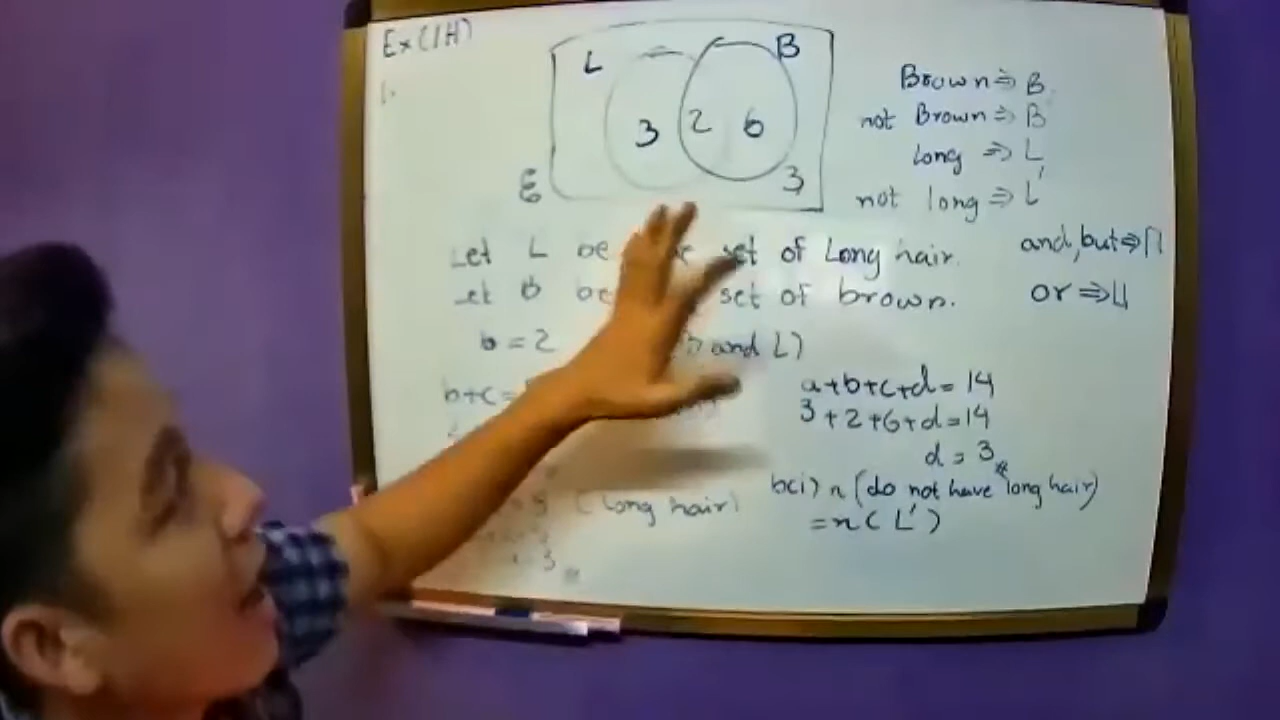 Ex(1H)
1.
L B
3 2 6
3
ξ
Brown ⇒ B
not Brown ⇒ B'
long ⇒ L
not long ⇒ L'
Let L be set of Long hair.
and, but ⇒ ∩
Let B be set of brown.
or ⇒ U
b = 2 and L)
b+c=
a+b+c+d=14
3+2+6+d=14
d = 3
(long hair)
b(i) n (do not have long hair)
= n( L' )
3